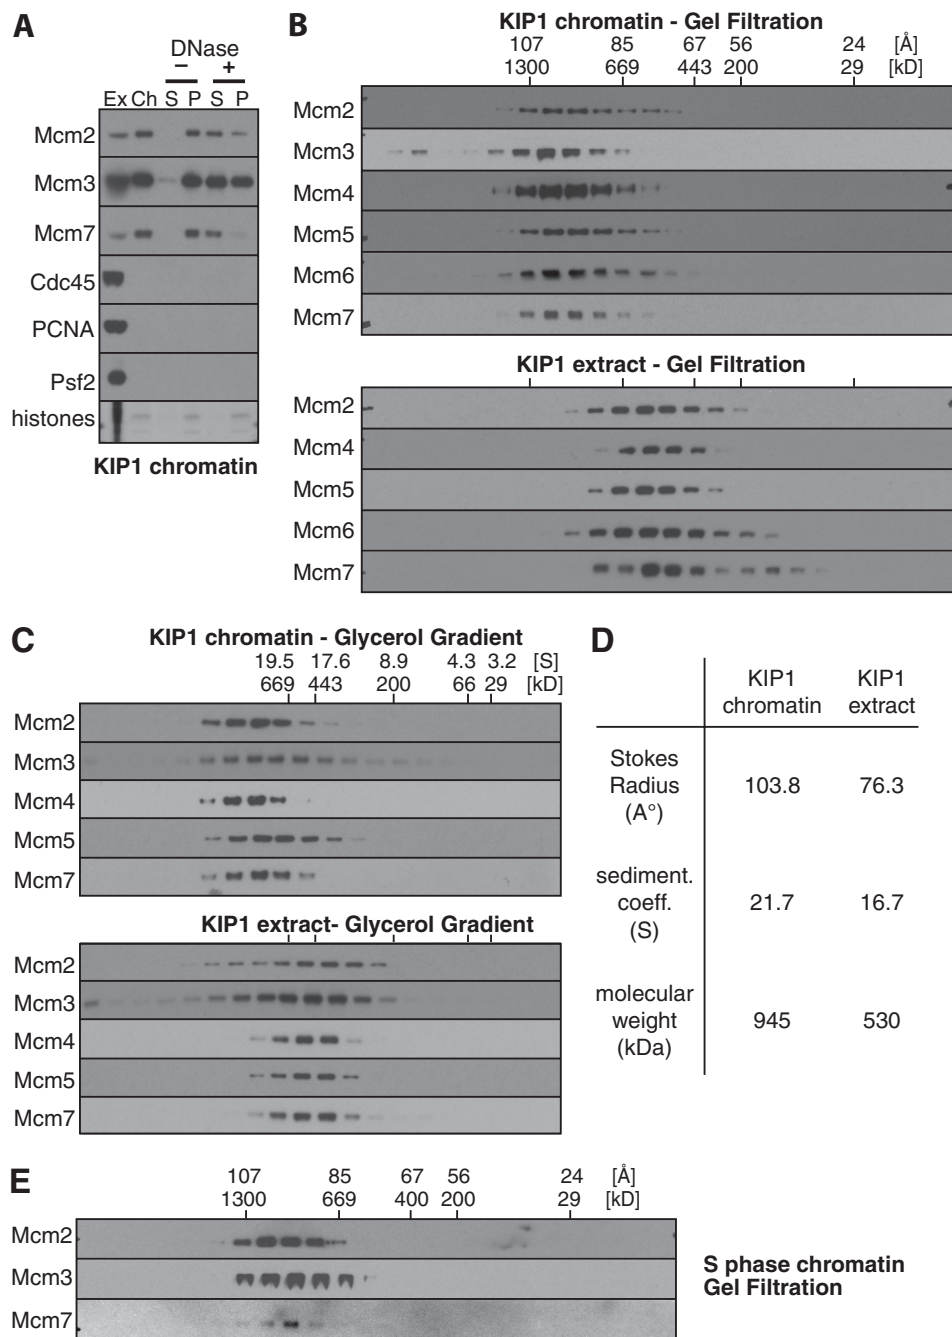 A
DNase
– +
Ex Ch S P S P
Mcm2
Mcm3
Mcm7
Cdc45
PCNA
Psf2
histones
KIP1 chromatin
B
KIP1 chromatin - Gel Filtration
107 85 67 56 24 [Å]
1300 669 443 200 29 [kD]
Mcm2
Mcm3
Mcm4
Mcm5
Mcm6
Mcm7
KIP1 extract - Gel Filtration
Mcm2
Mcm4
Mcm5
Mcm6
Mcm7
C
KIP1 chromatin - Glycerol Gradient
19.5 17.6 8.9 4.3 3.2 [S]
669 443 200 66 29 [kD]
Mcm2
Mcm3
Mcm4
Mcm5
Mcm7
KIP1 extract- Glycerol Gradient
Mcm2
Mcm3
Mcm4
Mcm5
Mcm7
D
KIP1 chromatin
KIP1 extract
Stokes
Radius
(A°)
103.8 76.3
sediment.
coeff.
(S)
21.7 16.7
molecular
weight
(kDa)
945 530
E
107 85 67 56 24 [Å]
1300 669 400 200 29 [kD]
Mcm2
Mcm3
Mcm7
S phase chromatin
Gel Filtration